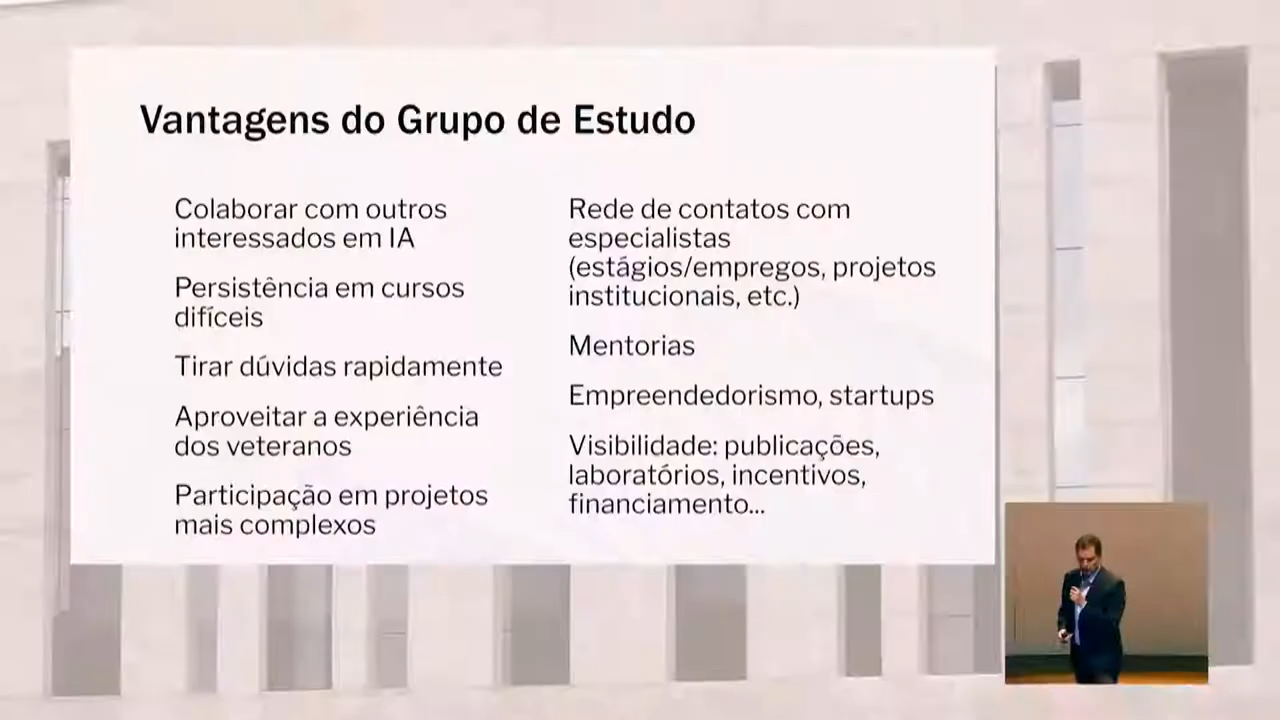 Vantagens do Grupo de Estudo
Colaborar com outros
interessados em IA
Persistência em cursos
difíceis
Tirar dúvidas rapidamente
Aproveitar a experiência
dos veteranos
Participação em projetos
mais complexos
Rede de contatos com
especialistas
(estágios/empregos, projetos
institucionais, etc.)
Mentorias
Empreendedorismo, startups
Visibilidade: publicações,
laboratórios, incentivos,
financiamento...